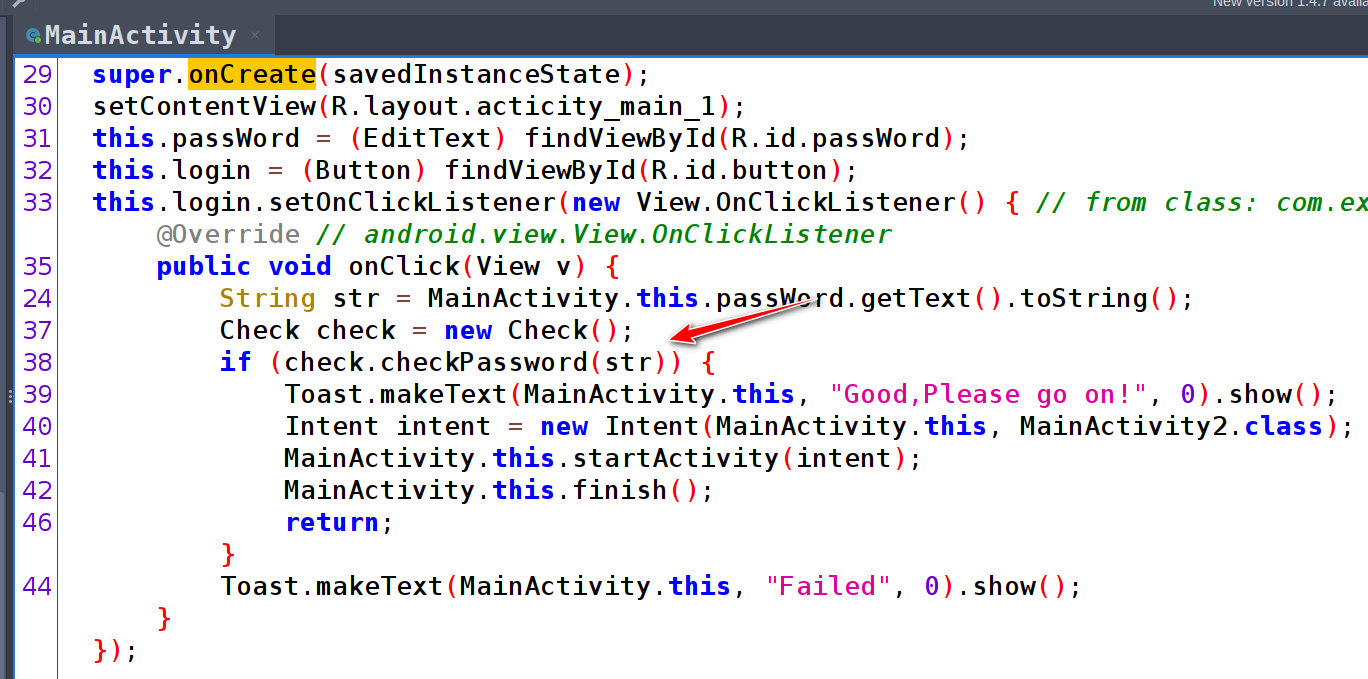 New version 1.4.7 availa
MainActivity ×
29 super.onCreate(savedInstanceState);
30 setContentView(R.layout.acticity_main_1);
31 this.passWord = (EditText) findViewById(R.id.passWord);
32 this.login = (Button) findViewById(R.id.button);
33 this.login.setOnClickListener(new View.OnClickListener() { // from class: com.ex
@Override // android.view.View.OnClickListener
35 public void onClick(View v) {
24 String str = MainActivity.this.passWord.getText().toString();
37 Check check = new Check();
38 if (check.checkPassword(str)) {
39 Toast.makeText(MainActivity.this, "Good,Please go on!", 0).show();
40 Intent intent = new Intent(MainActivity.this, MainActivity2.class);
41 MainActivity.this.startActivity(intent);
42 MainActivity.this.finish();
46 return;
}
44 Toast.makeText(MainActivity.this, "Failed", 0).show();
}
});